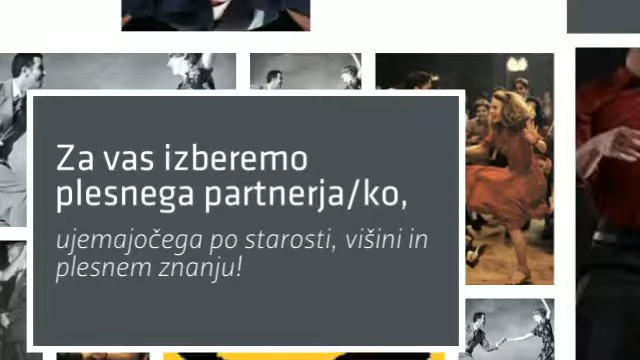 Za vas izberemo
plesnega partnerja/ko,
ujemajočega po starosti, višini in
plesnem znanju!